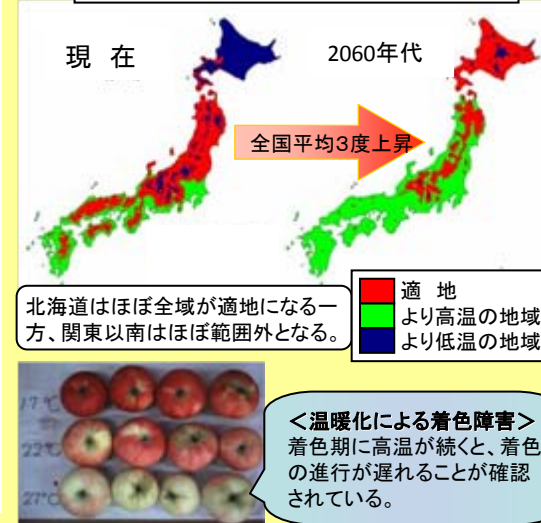 現 在
2060年代
全国平均3度上昇
適 地
より高温の地域
より低温の地域
北海道はほぼ全域が適地になる一
方、関東以南はほぼ範囲外となる。
17℃
22℃
27℃
＜温暖化による着色障害＞
着色期に高温が続くと、着色
の進行が遅れることが確認
されている。